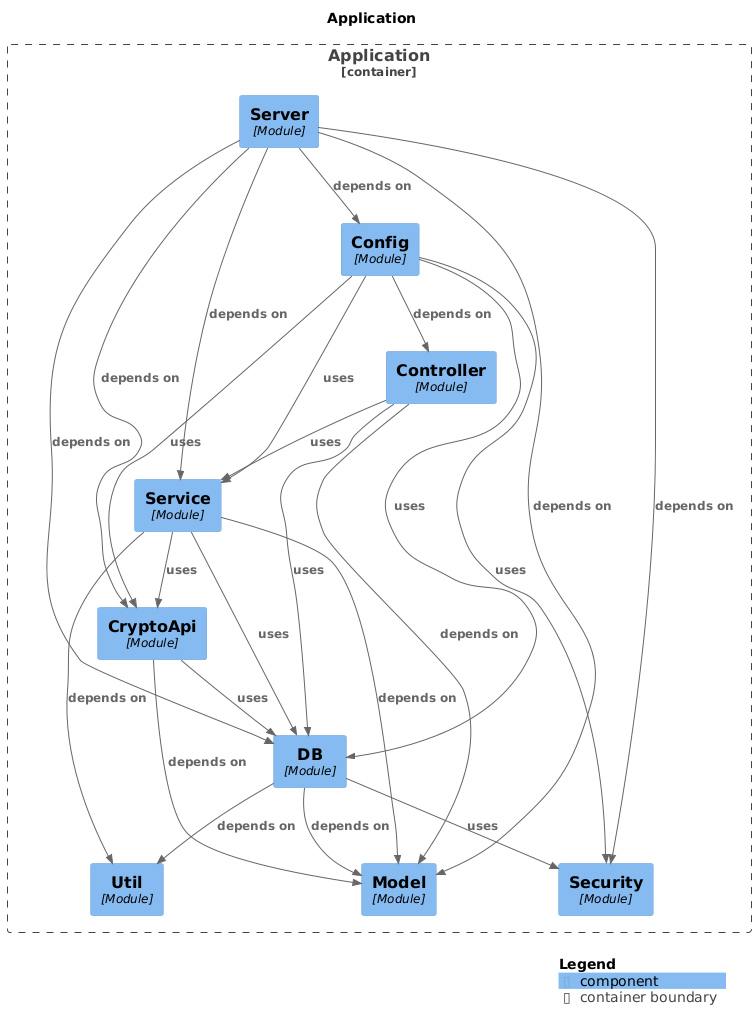 Application
Application
[container]
Server
[Module]
depends on
Config
[Module]
depends on
depends on
Controller
[Module]
depends on
uses
depends on
uses
uses
Service
[Module]
uses
depends on
depends on
uses
uses
uses
CryptoApi
[Module]
uses
depends on
depends on
uses
depends on
DB
[Module]
depends on
depends on
depends on
uses
Util
[Module]
Model
[Module]
Security
[Module]
Legend
component
container boundary